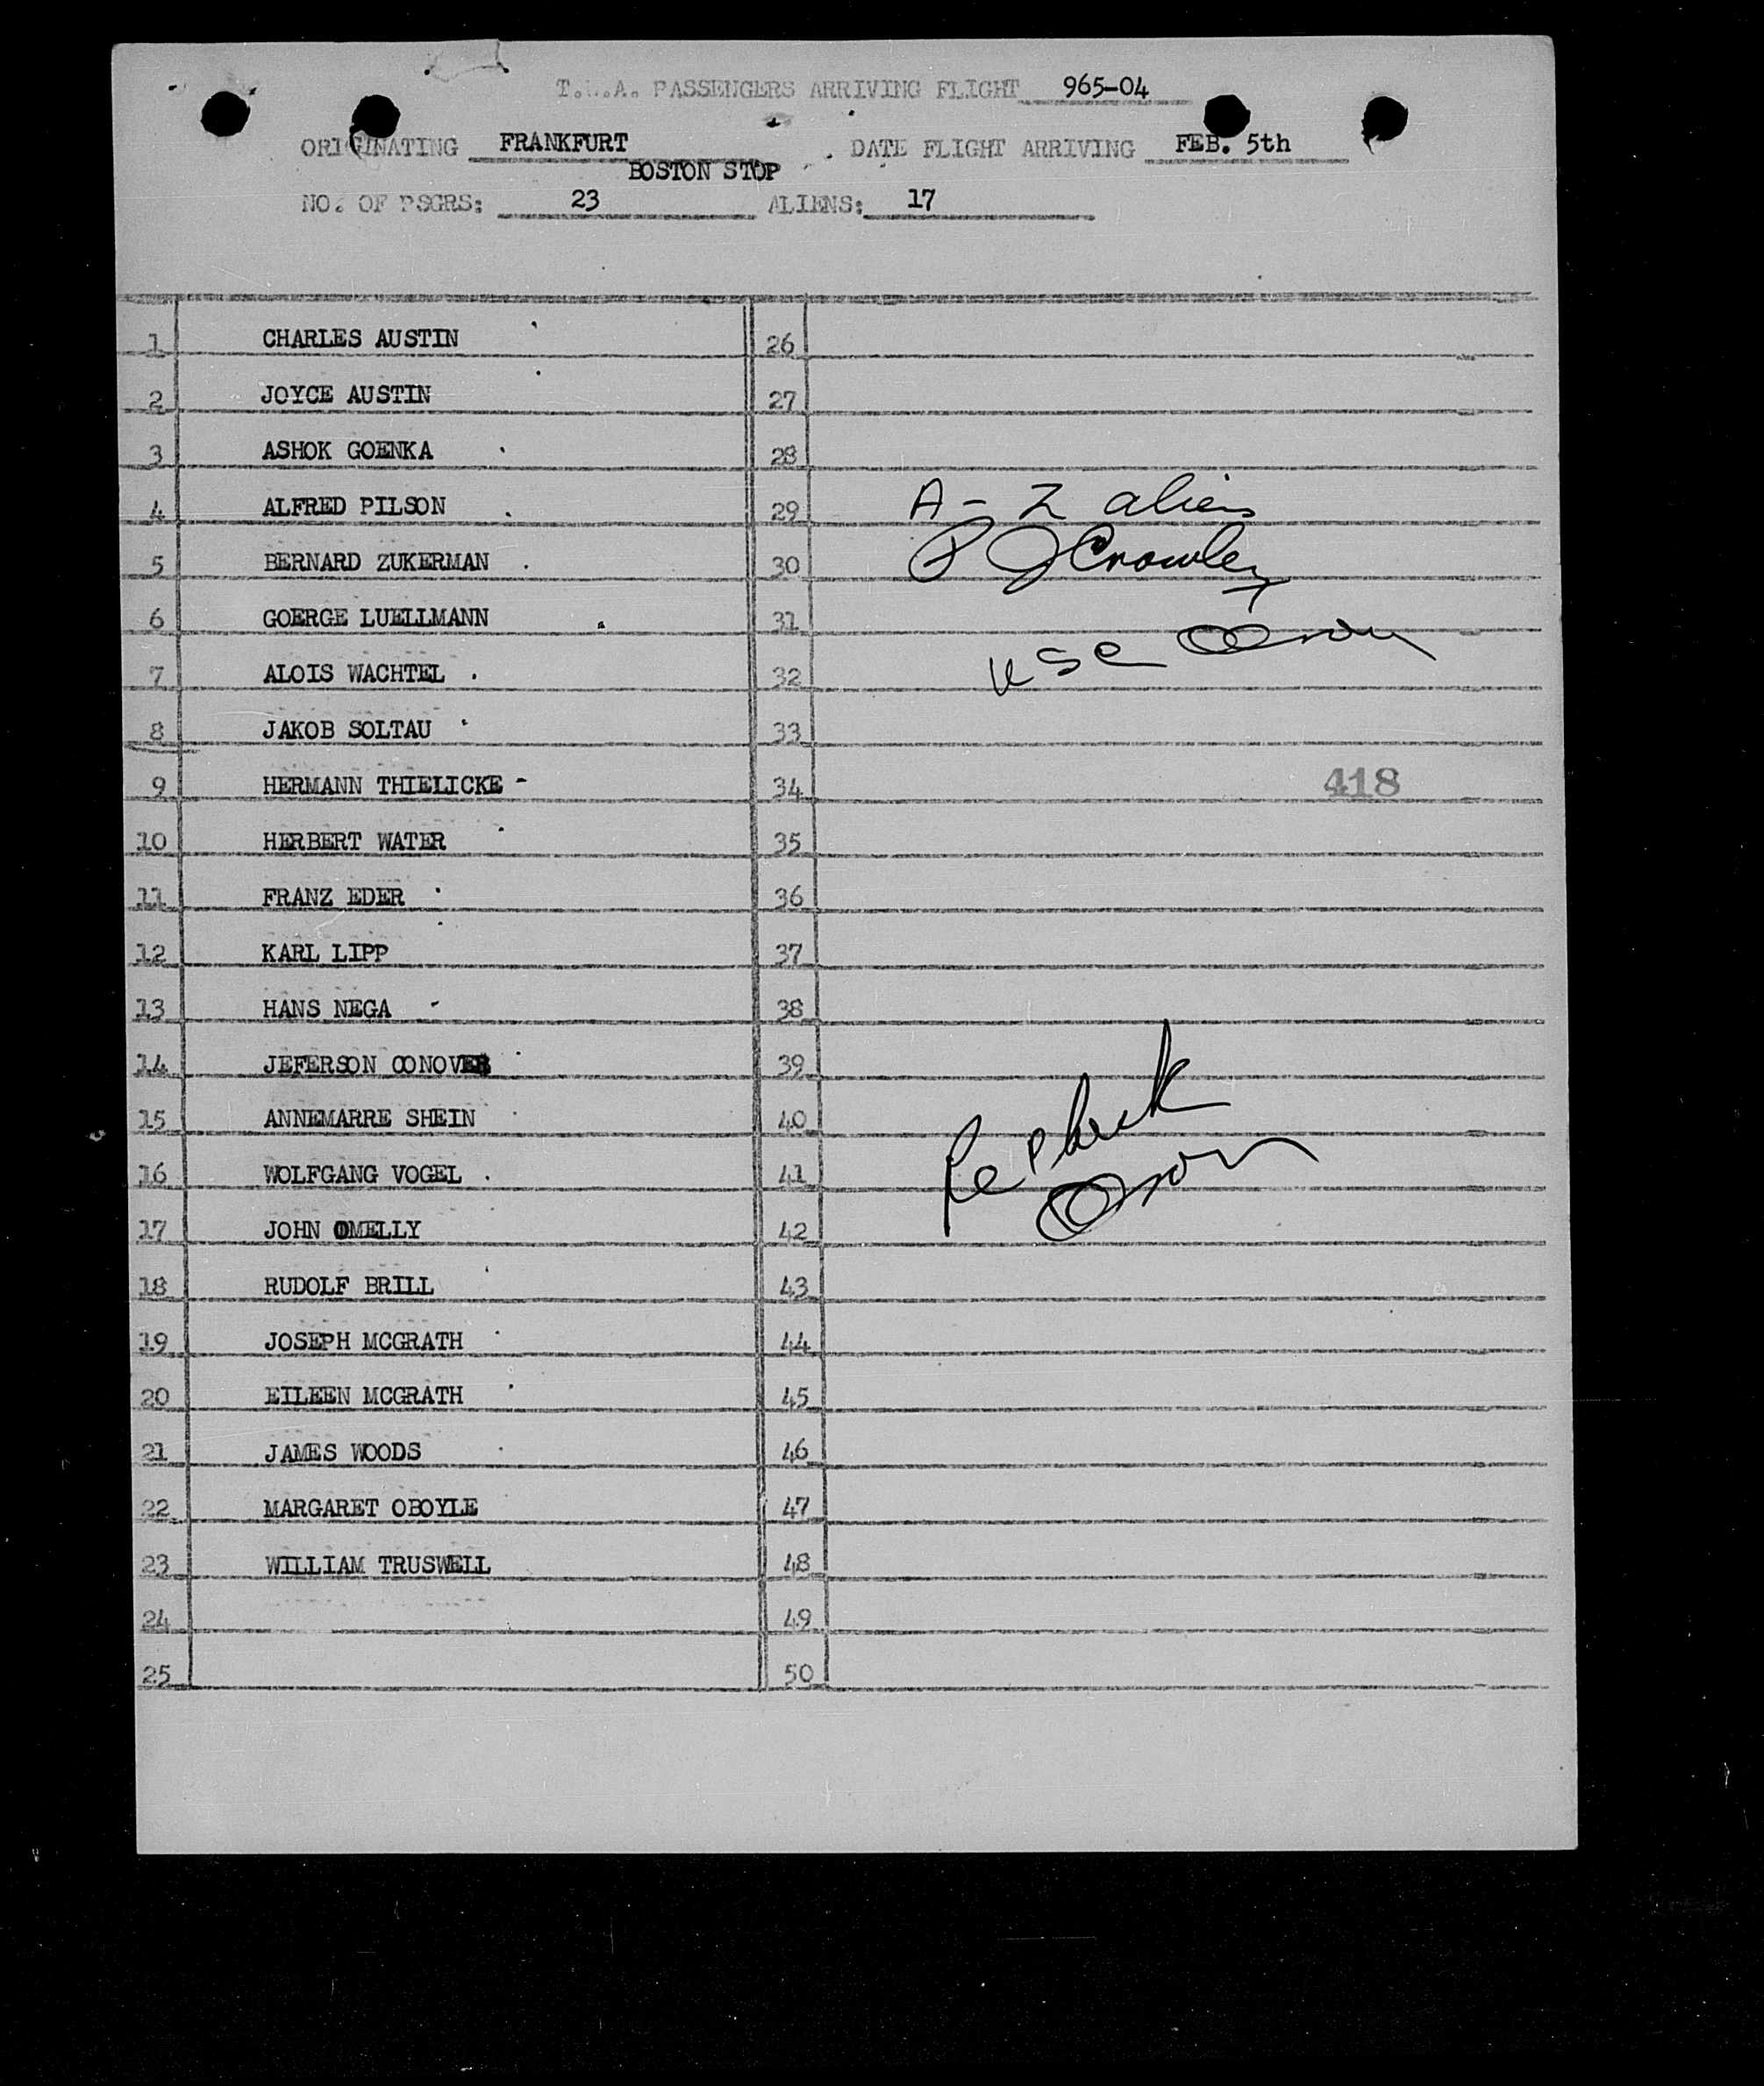 T.W.A. PASSENGERS ARRIVING FLIGHT 965-04
ORIGINATING FRANKFURT . DATE FLIGHT ARRIVING FEB. 5th
BOSTON STOP
NO. OF PSGRS: 23 ALIENS: 17
1 CHARLES AUSTIN 26
2 JOYCE AUSTIN 27
3 ASHOK GOENKA 28
4 ALFRED PILSON 29 A - Z aliens
5 BERNARD ZUKERMAN 30 P J Crowley
6 GOERGE LUELLMANN 31
7 ALOIS WACHTEL 32 USC
8 JAKOB SOLTAU 33
9 HERMANN THIELICKE 34 418
10 HERBERT WATER 35
11 FRANZ EDER 36
12 KARL LIPP 37
13 HANS NEGA 38
14 JEFERSON CONOVER 39
15 ANNEMARRE SHEIN 40
16 WOLFGANG VOGEL 41
17 JOHN OMELLY 42
18 RUDOLF BRILL 43
19 JOSEPH MCGRATH 44
20 EILEEN MCGRATH 45
21 JAMES WOODS 46
22 MARGARET OBOYLE 47
23 WILLIAM TRUSWELL 48
24 49
25 50